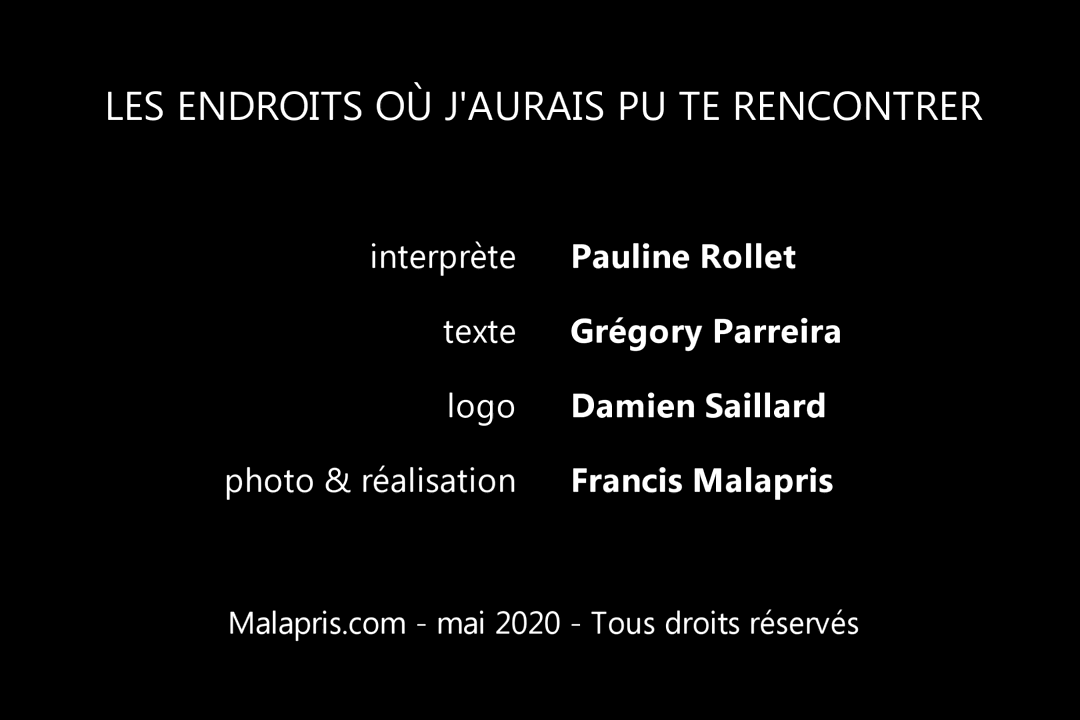 LES ENDROITS OÙ J'AURAIS PU TE RENCONTRER
interprète Pauline Rollet
texte Grégory Parreira
logo Damien Saillard
photo & réalisation Francis Malapris
Malapris.com - mai 2020 - Tous droits réservés